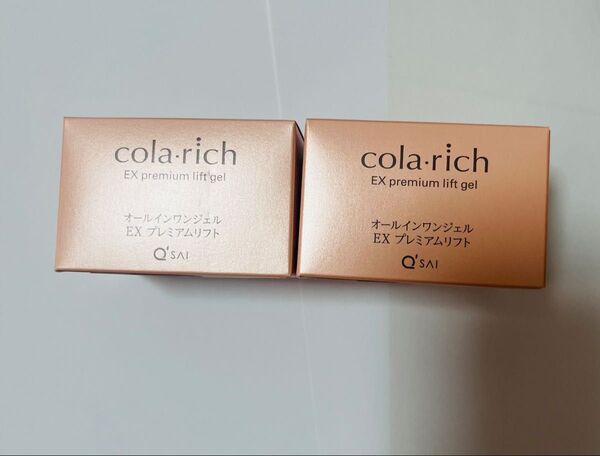 cola·rich
EX premium lift gel
オールインワンジェル
EX プレミアムリフト
Q'SAI
cola·rich
EX premium lift gel
オールインワンジェル
EX プレミアムリフト
Q'SAI